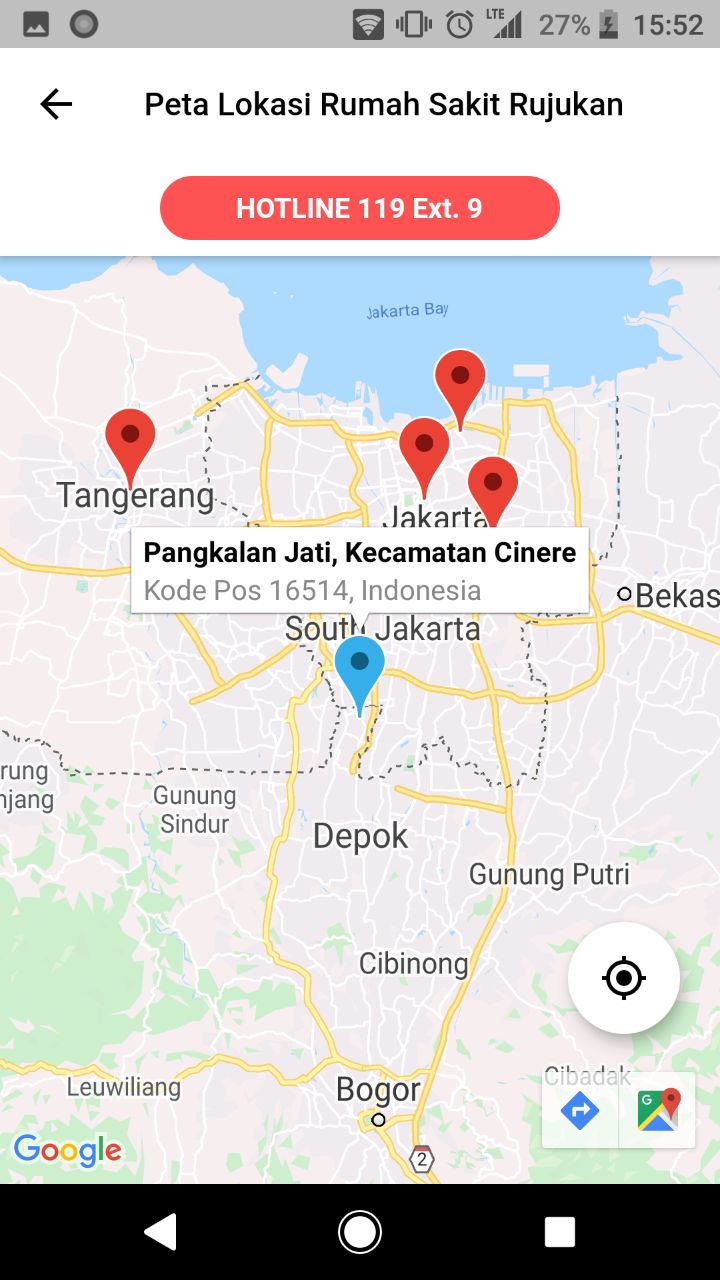 LTE 27% 15:52
Peta Lokasi Rumah Sakit Rujukan
HOTLINE 119 Ext. 9
Jakarta Bay
Tangerang
Jakarta
Pangkalan Jati, Kecamatan Cinere
Kode Pos 16514, Indonesia
Bekas
South Jakarta
rung
njang
Gunung
Sindur
Depok
Gunung Putri
Cibinong
Cibadak
Leuwiliang
Bogor
G
Google
2